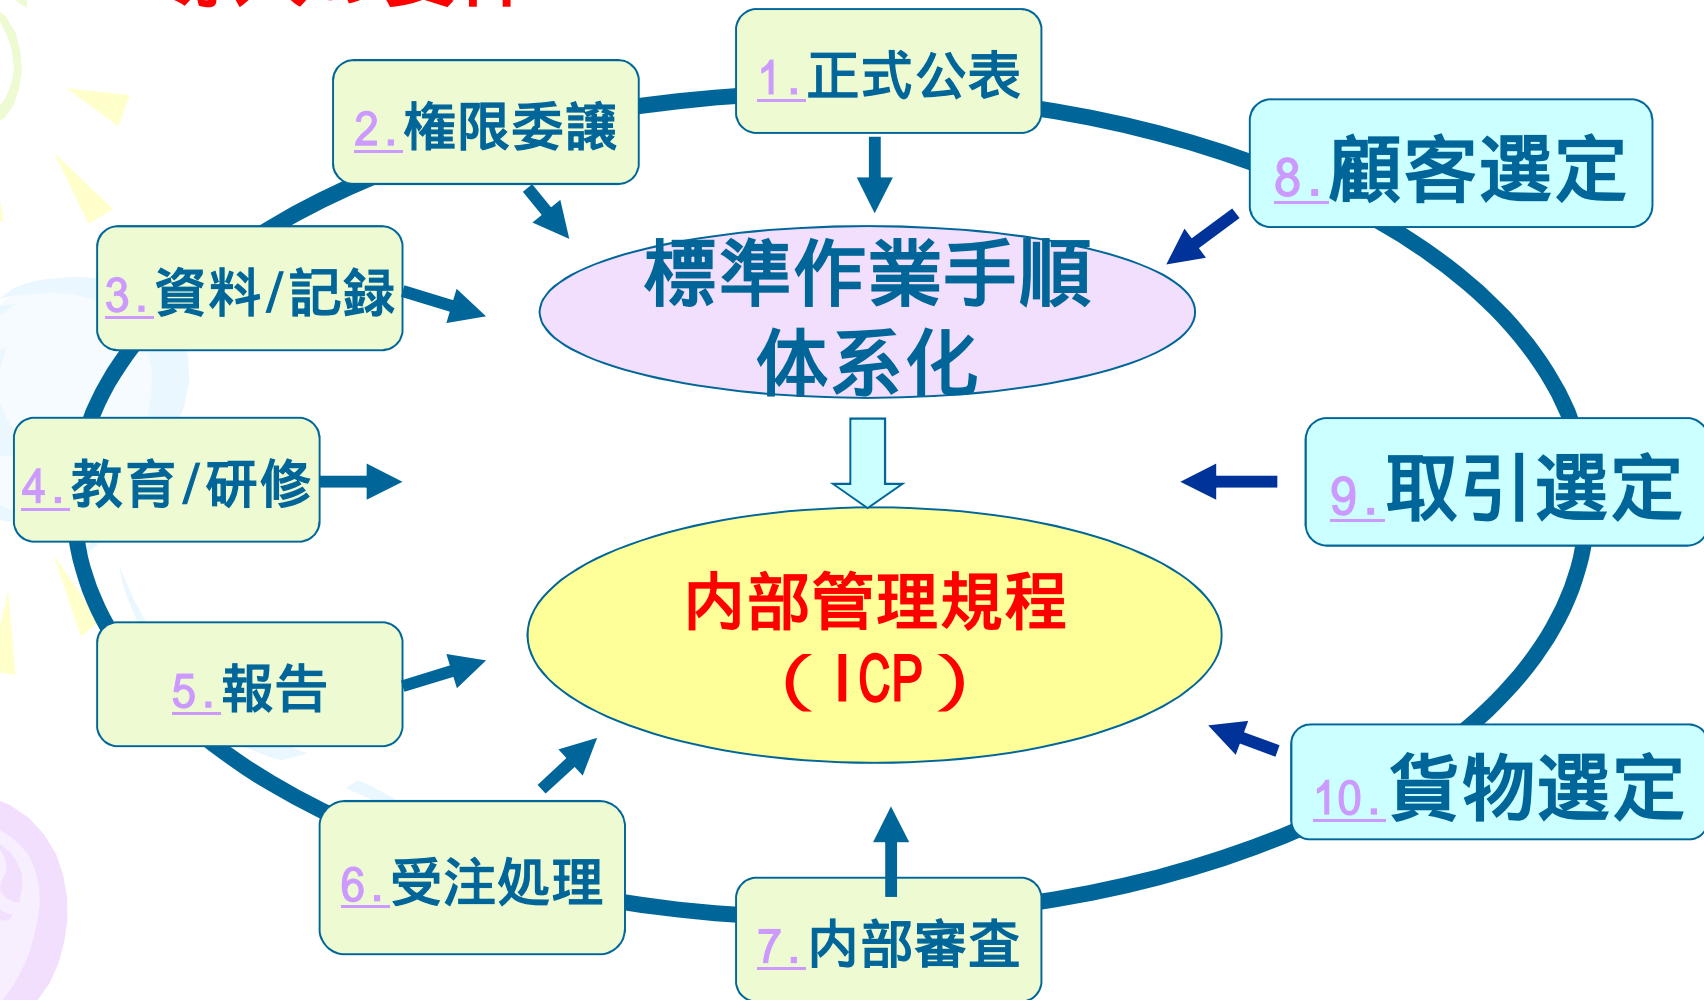 1.正式公表
2.権限委譲
8.顧客選定
3.資料/記録
標準作業手順
体系化
4.教育/研修
9.取引選定
内部管理規程
（ICP）
5.報告
10.貨物選定
6.受注処理
7.内部審査